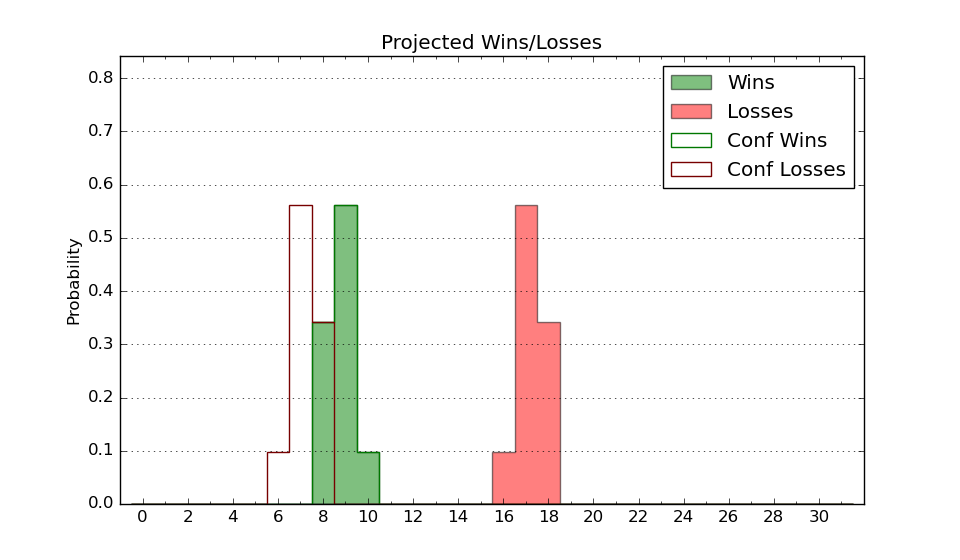 Projected Wins/Losses
Wins
Losses
Conf Wins
Conf Losses
Probability
0.8
0.7
0.6
0.5
0.4
0.3
0.2
0.1
0.0
0 2 4 6 8 10 12 14 16 18 20 22 24 26 28 30